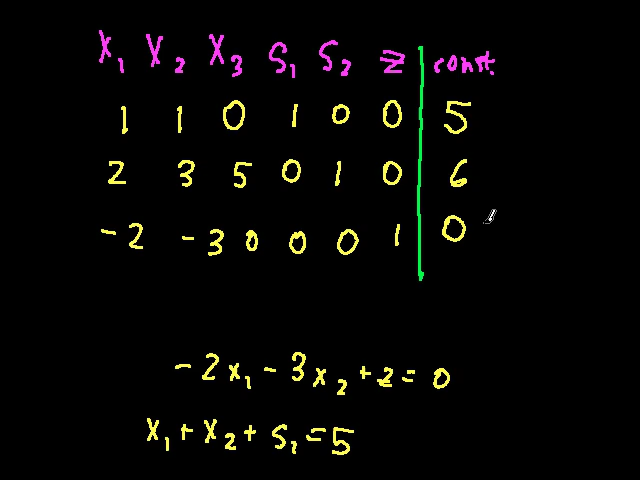 X₁ X₂ X₃ S₁ S₂ Z const.
1 1 0 1 0 0 5
2 3 5 0 1 0 6
-2 -3 0 0 0 1 0
-2x₁ - 3x₂ + z = 0
X₁ + X₂ + S₁ = 5